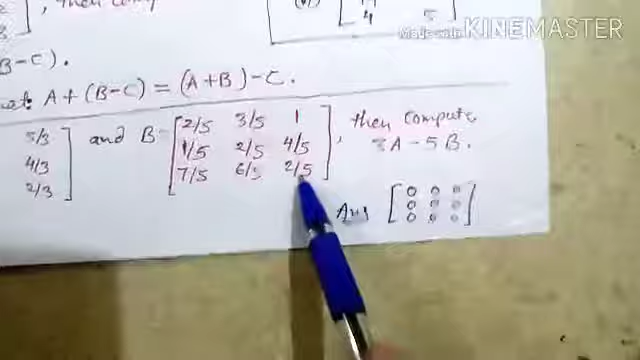 , then comp
4 5
Made with KINEMASTER
B-C).
A+(B-C) = (A+B)-C.
5/3 2/5 3/5 1
4/3 and B= 1/5 2/5 4/5 , then compute
2/3 7/5 6/5 2/5 3A-5B.
Ans 0 0 0
0 0 0
0 0 0